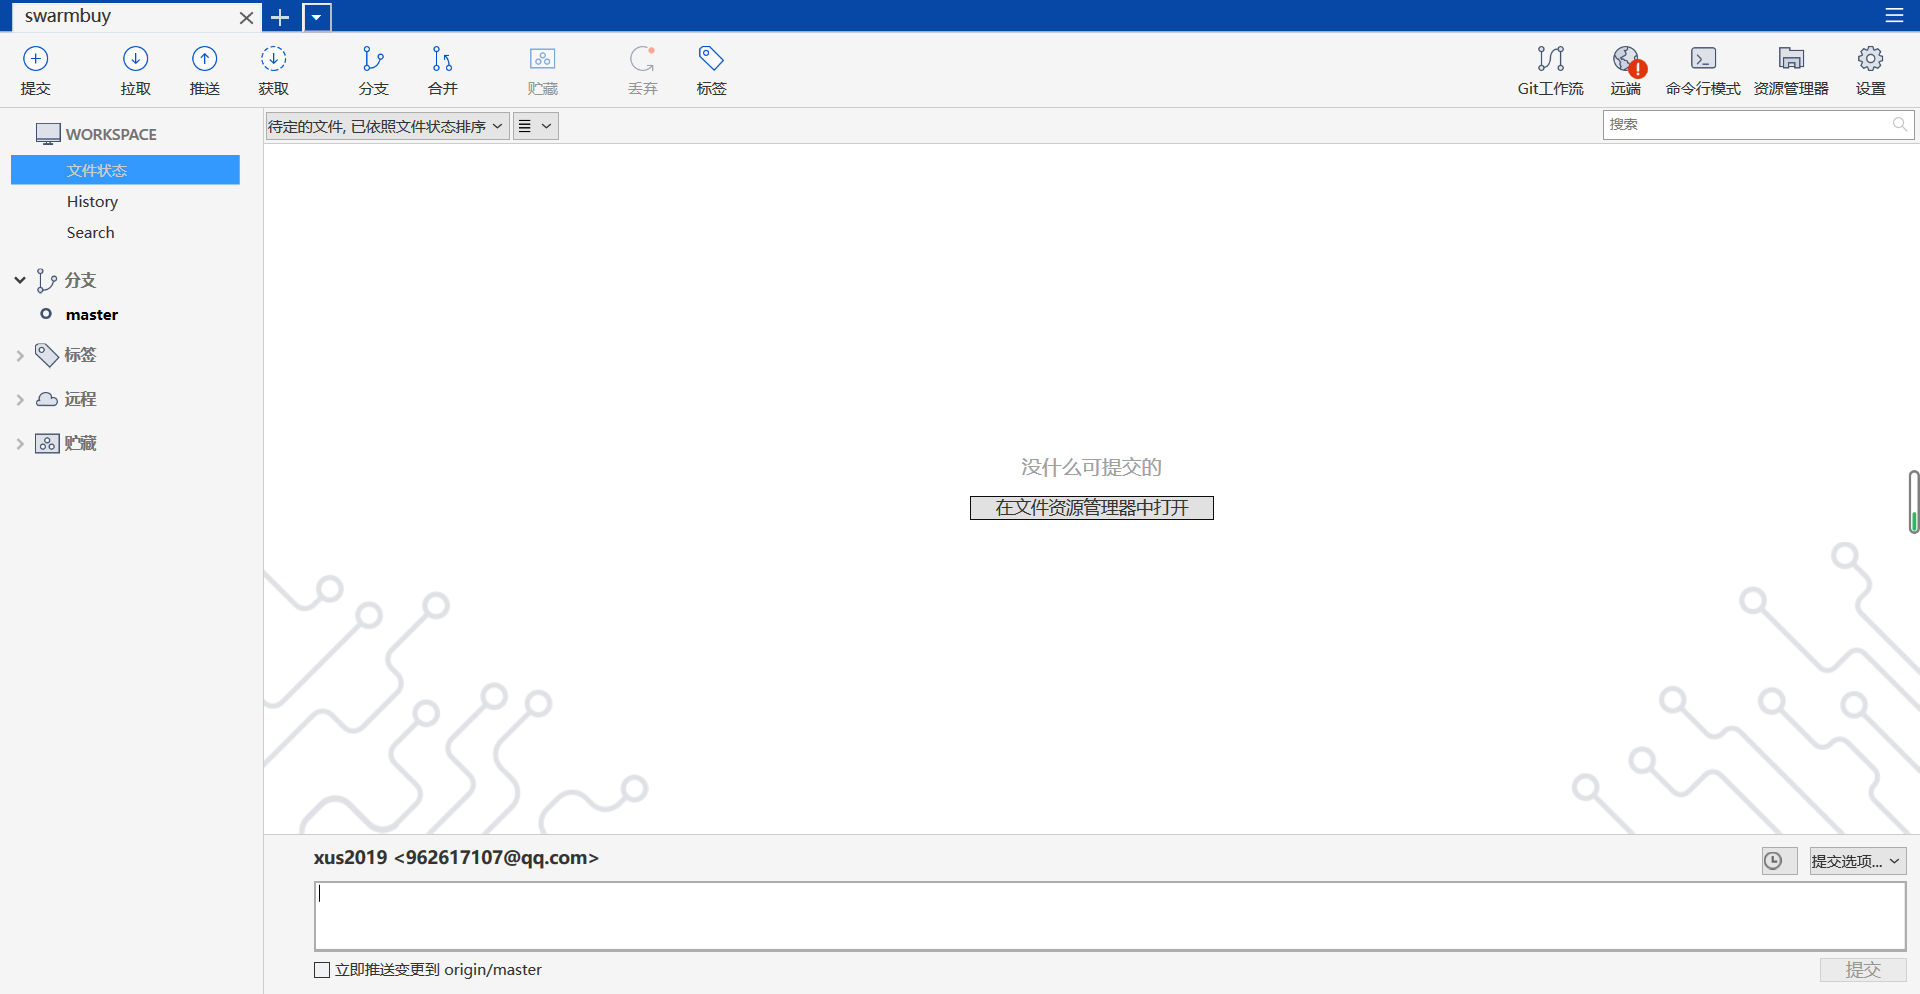 swarmbuy
提交
拉取
推送
获取
分支
合并
贮藏
丢弃
标签
Git工作流
远端
命令行模式
资源管理器
设置
WORKSPACE
文件状态
History
Search
分支
master
标签
远程
贮藏
待定的文件, 已依照文件状态排序
搜索
没什么可提交的
在文件资源管理器中打开
xus2019 <962617107@qq.com>
提交选项...
立即推送变更到 origin/master
提交